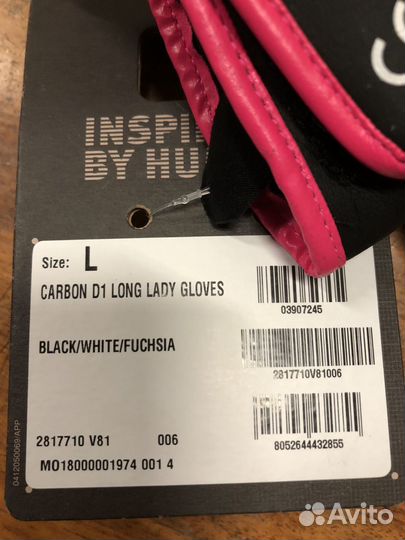 INSPI
BY HU
Size: L
CARBON D1 LONG LADY GLOVES
03907245
BLACK/WHITE/FUCHSIA
2817710V81006
2817710 V81 006
8052644432855
MO18000001974 001 4
0412050069/APP
Avito